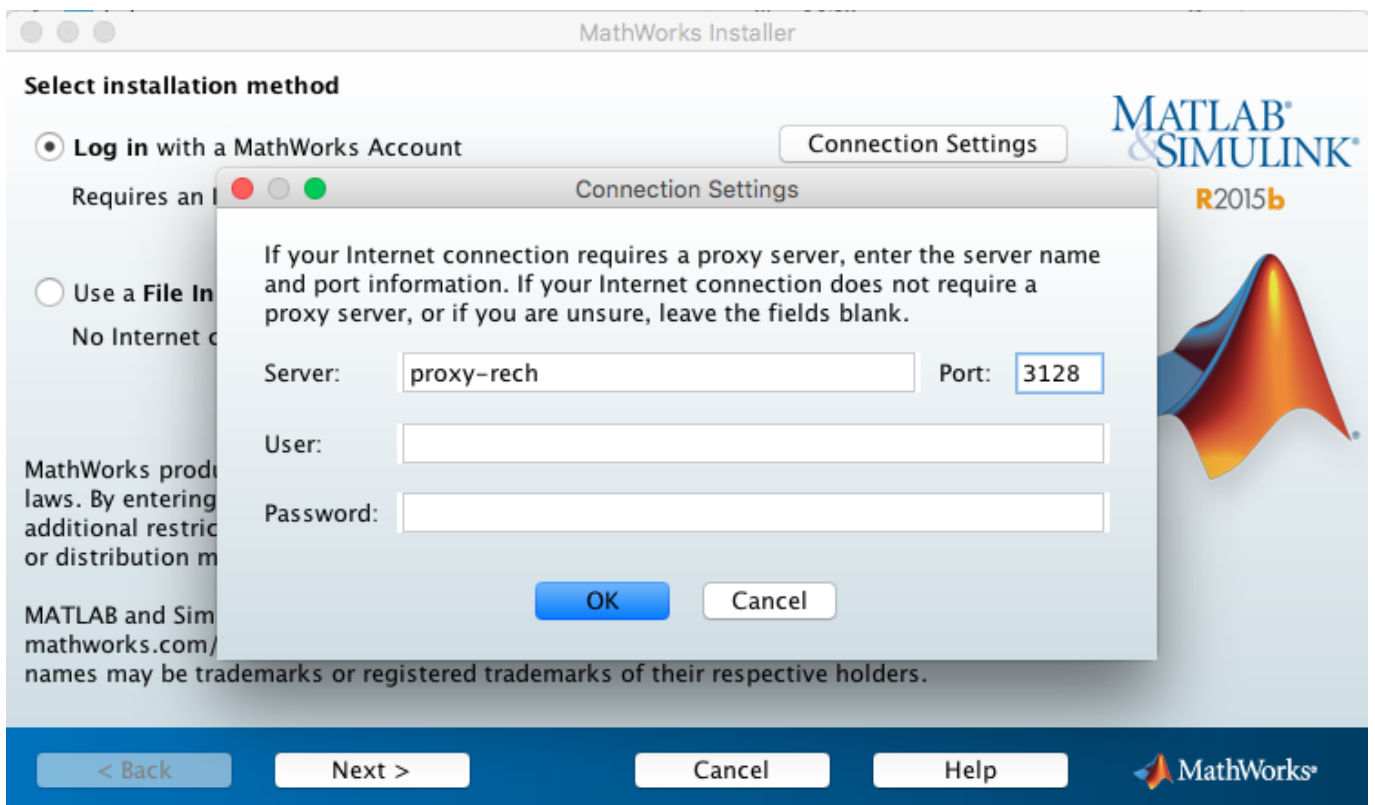 MathWorks Installer
Select installation method
Log in with a MathWorks Account
Connection Settings
Requires an
Use a File In
No Internet
MATLAB®
&SIMULINK®
R2015b
Connection Settings
If your Internet connection requires a proxy server, enter the server name
and port information. If your Internet connection does not require a
proxy server, or if you are unsure, leave the fields blank.
Server: proxy-rech Port: 3128
User:
Password:
OK Cancel
MathWorks produ
laws. By entering
additional restric
or distribution m
MATLAB and Sim
mathworks.com/
names may be trademarks or registered trademarks of their respective holders.
< Back Next > Cancel Help MathWorks®